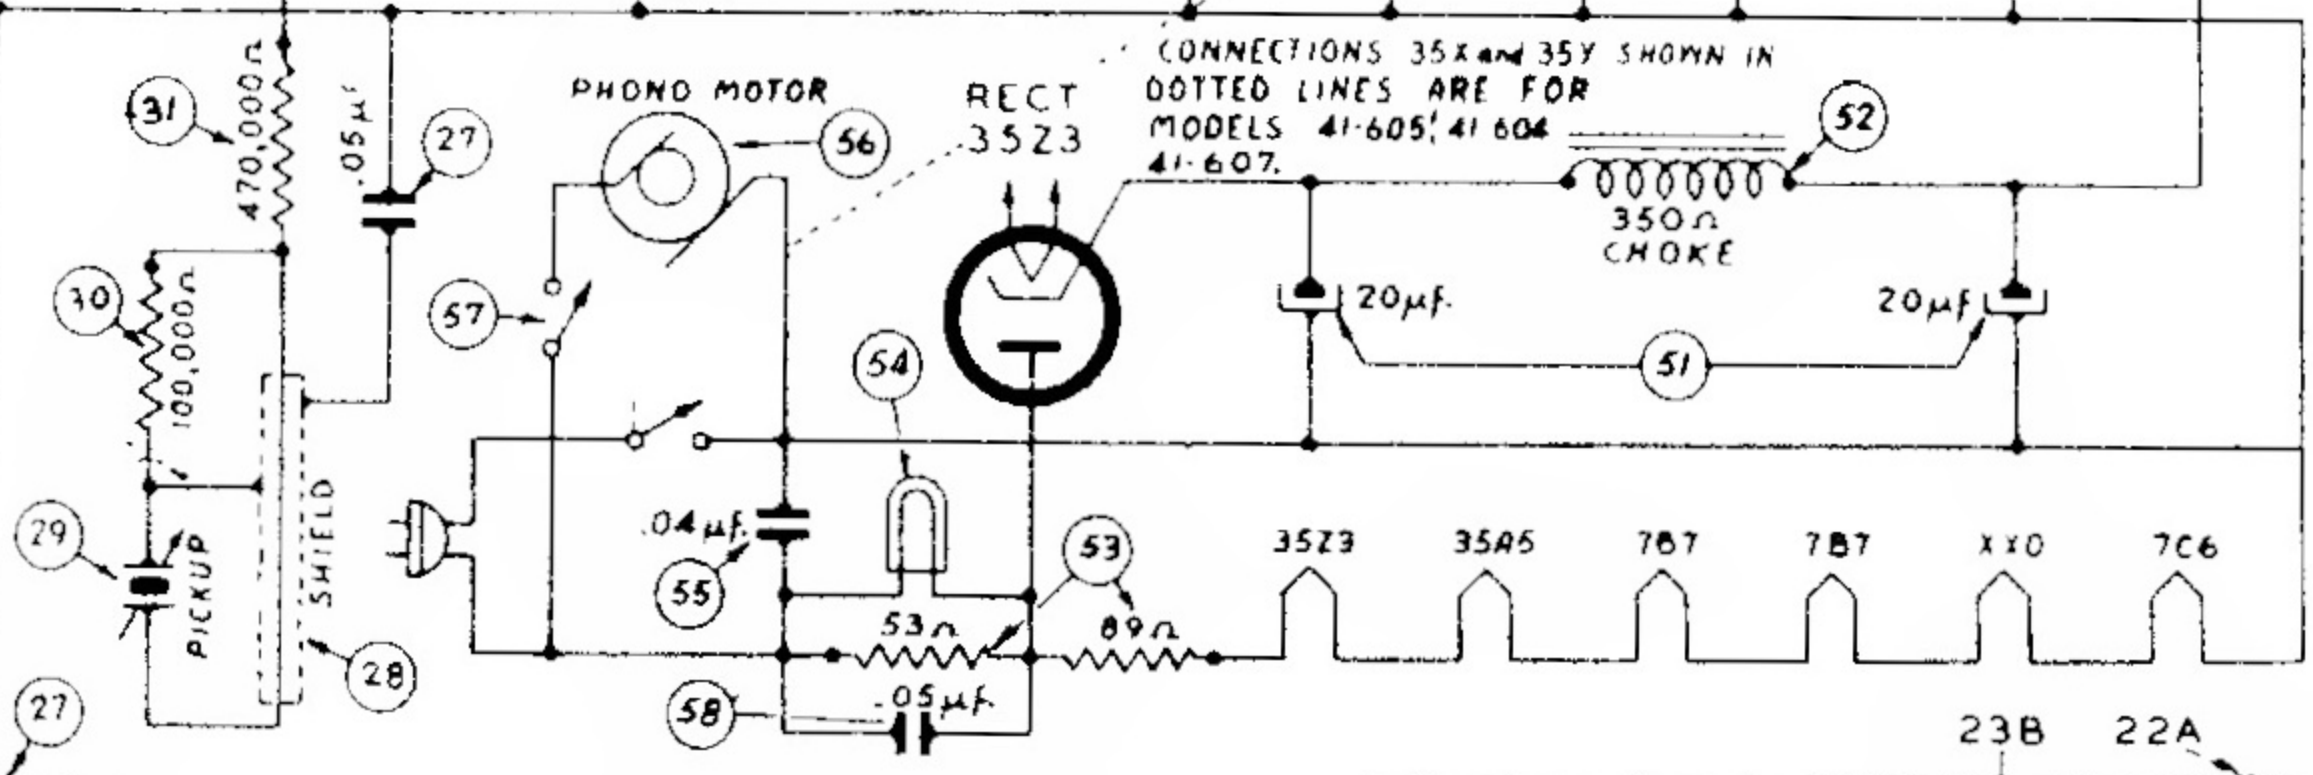 CONNECTIONS 35X and 35Y SHOWN IN
DOTTED LINES ARE FOR
MODELS 41-605, 41 604
41-607.
31
470,000Ω
.05µf
27
PHONO MOTOR
56
RECT
35Z3
52
350Ω
CHOKE
30
100,000Ω
57
54
20µf.
51
20µf
29
PICKUP
SHIELD
28
.04µf.
55
53
53Ω
89Ω
58
.05µf.
35Z3
35A5
7B7
7B7
XXO
7C6
27
23B
22A